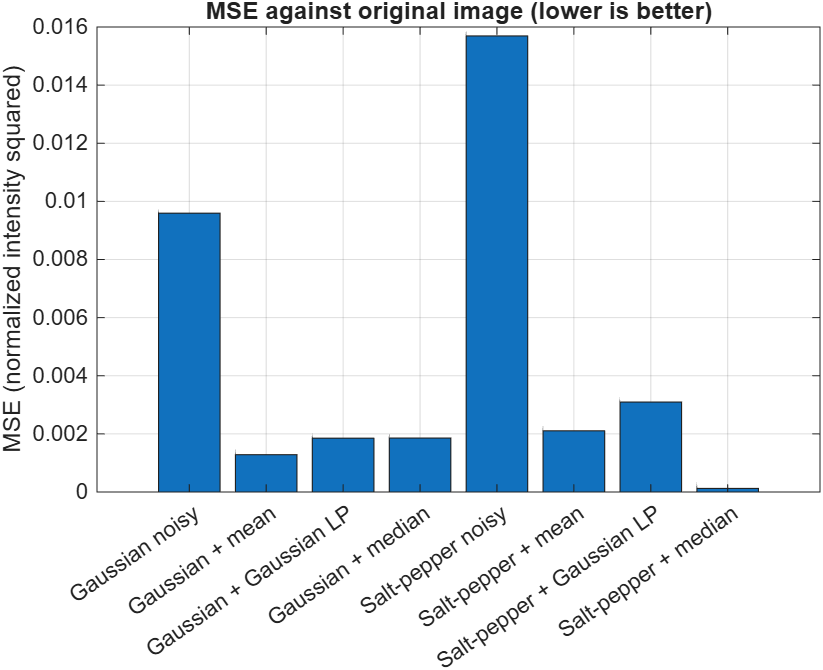 MSE against original image (lower is better)
MSE (normalized intensity squared)
0.016
0.014
0.012
0.01
0.008
0.006
0.004
0.002
0
Gaussian noisy
Gaussian + mean
Gaussian + Gaussian LP
Gaussian + median
Salt-pepper noisy
Salt-pepper + mean
Salt-pepper + Gaussian LP
Salt-pepper + median